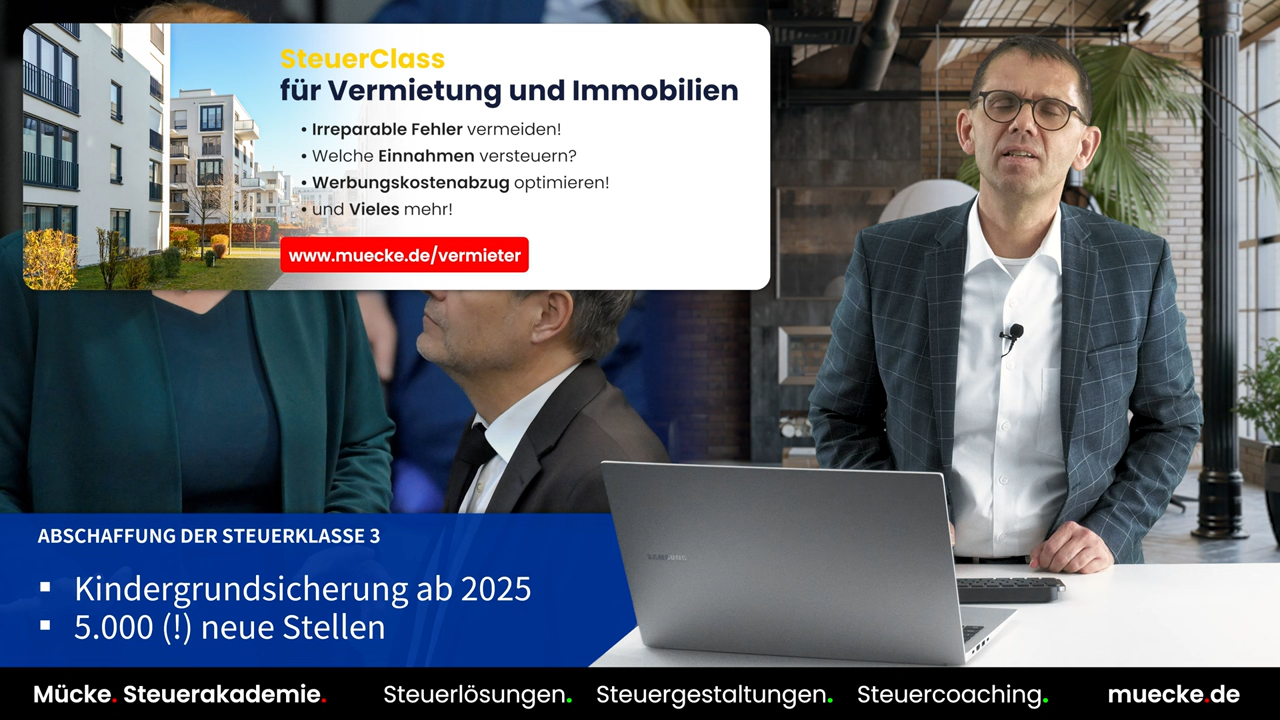 SteuerClass
für Vermietung und Immobilien
• Irreparable Fehler vermeiden!
• Welche Einnahmen versteuern?
• Werbungskostenabzug optimieren!
• und Vieles mehr!
www.muecke.de/vermieter
ABSCHAFFUNG DER STEUERKLASSE 3
▪ Kindergrundsicherung ab 2025
▪ 5.000 (!) neue Stellen
SAMSUNG
Mücke. Steuerakademie. Steuerlösungen. Steuergestaltungen. Steuercoaching. muecke.de